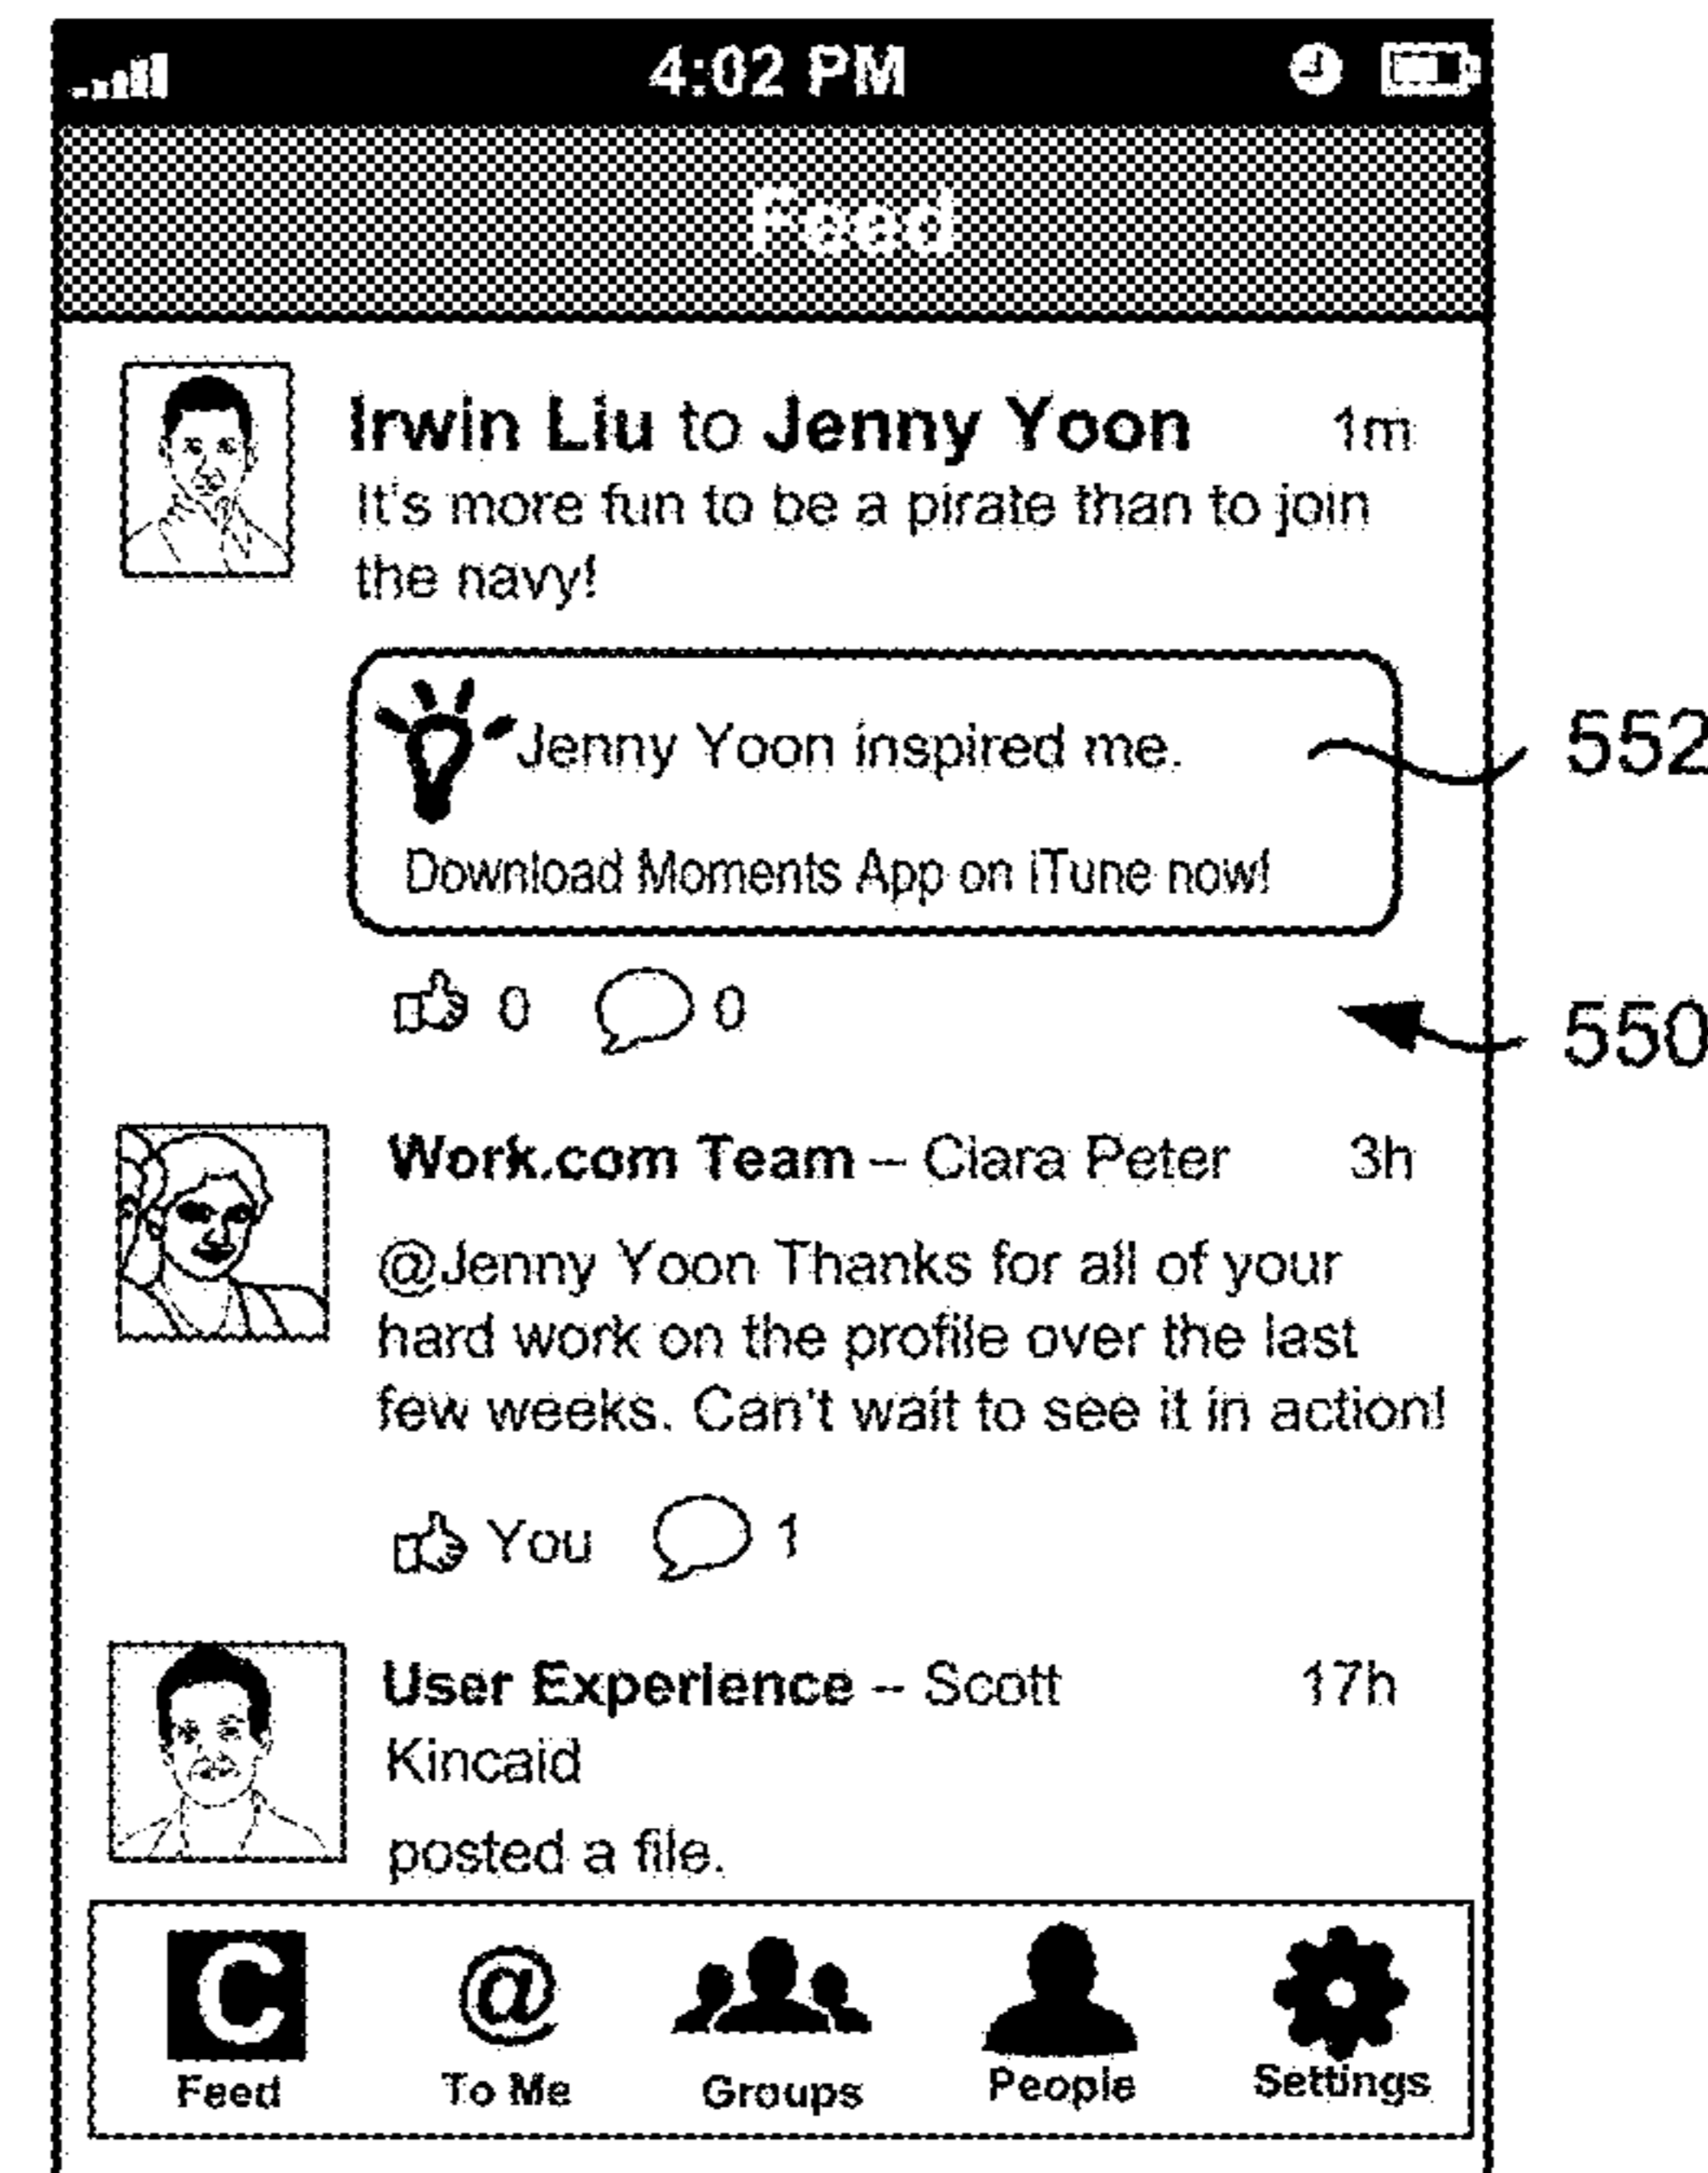 4:02 PM
Feed
Irwin Liu to Jenny Yoon 1m
It's more fun to be a pirate than to join
the navy!
Jenny Yoon inspired me.
552
Download Moments App on iTune now!
0 0
550
Work.com Team – Ciara Peter 3h
@Jenny Yoon Thanks for all of your
hard work on the profile over the last
few weeks. Can't wait to see it in action!
You 1
User Experience – Scott 17h
Kincaid
posted a file.
C @
Feed To Me Groups People Settings